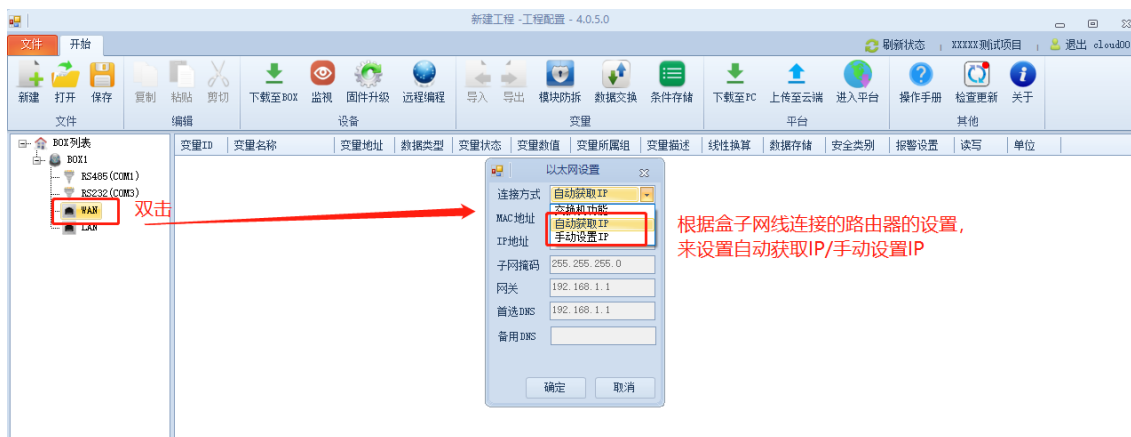 新建工程 -工程配置 - 4.0.5.0
文件 开始 刷新状态 XXXXX测试项目 退出 cloud00
新建 打开 保存 复制 粘贴 剪切 下载至BOX 监视 固件升级 远程编程 导入 导出 模块防拆 数据交换 条件存储 下载至PC 上传至云端 进入平台 操作手册 检查更新 关于
文件 编辑 设备 变量 平台 其他
BOX列表
变量ID 变量名称 变量地址 数据类型 变量状态 变量数值 变量所属组 变量描述 线性换算 数据存储 安全类别 报警设置 读写 单位
BOX1
RS485(COM1)
RS232(COM3)
WAN
LAN
双击
以太网设置
连接方式 自动获取IP
交换机功能
MAC地址 自动获取IP
IP地址 手动设置IP
子网掩码 255.255.255.0
网关 192.168.1.1
首选DNS 192.168.1.1
备用DNS
确定 取消
根据盒子网线连接的路由器的设置，
来设置自动获取IP/手动设置IP